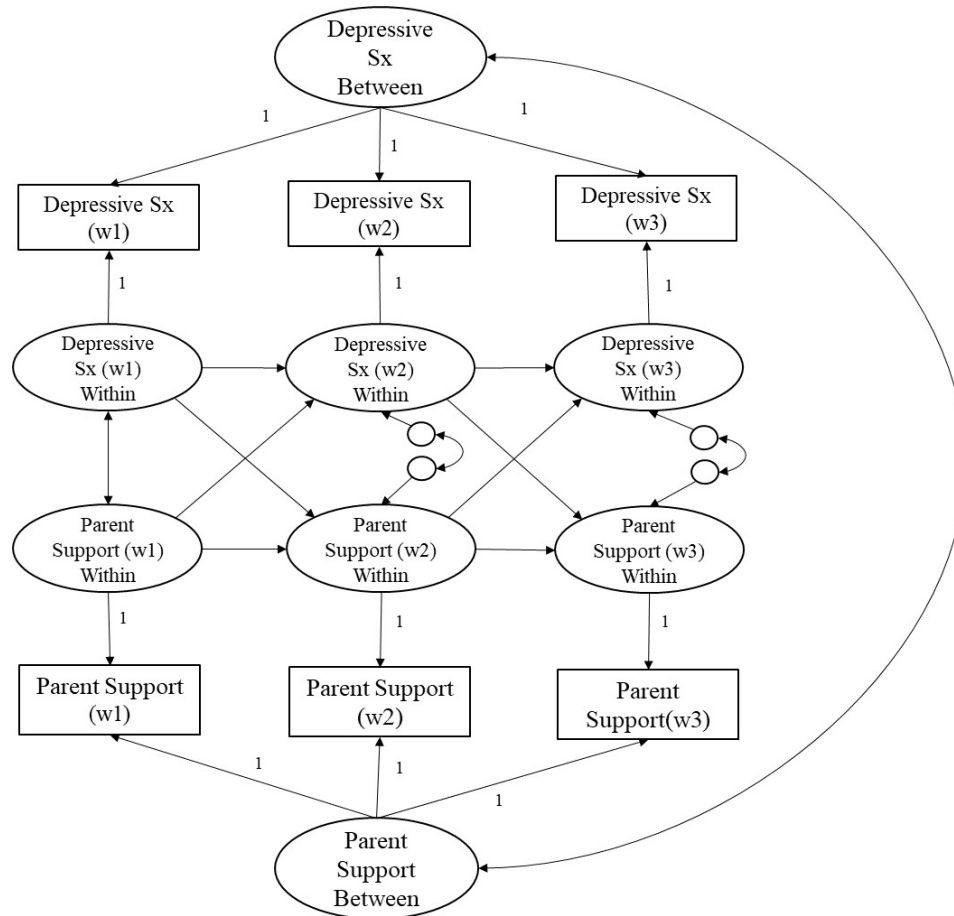 Depressive
Sx
Between
1
1
1
Depressive Sx
(w1)
Depressive Sx
(w2)
Depressive Sx
(w3)
1
1
1
Depressive
Sx (w1)
Within
Depressive
Sx (w2)
Within
Depressive
Sx (w3)
Within
Parent
Support (w1)
Within
Parent
Support (w2)
Within
Parent
Support (w3)
Within
1
1
1
Parent Support
(w1)
Parent Support
(w2)
Parent
Support(w3)
1
1
1
Parent
Support
Between